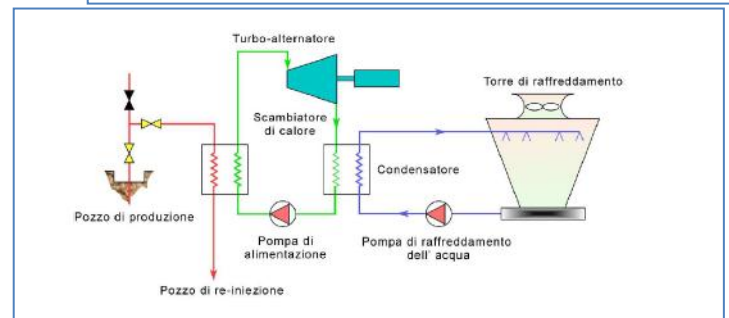 Turbo-alternatore
Torre di raffreddamento
Scambiatore
di calore
Condensatore
Pozzo di produzione
Pompa di
alimentazione
Pompa di raffreddamento
dell' acqua
Pozzo di re-iniezione